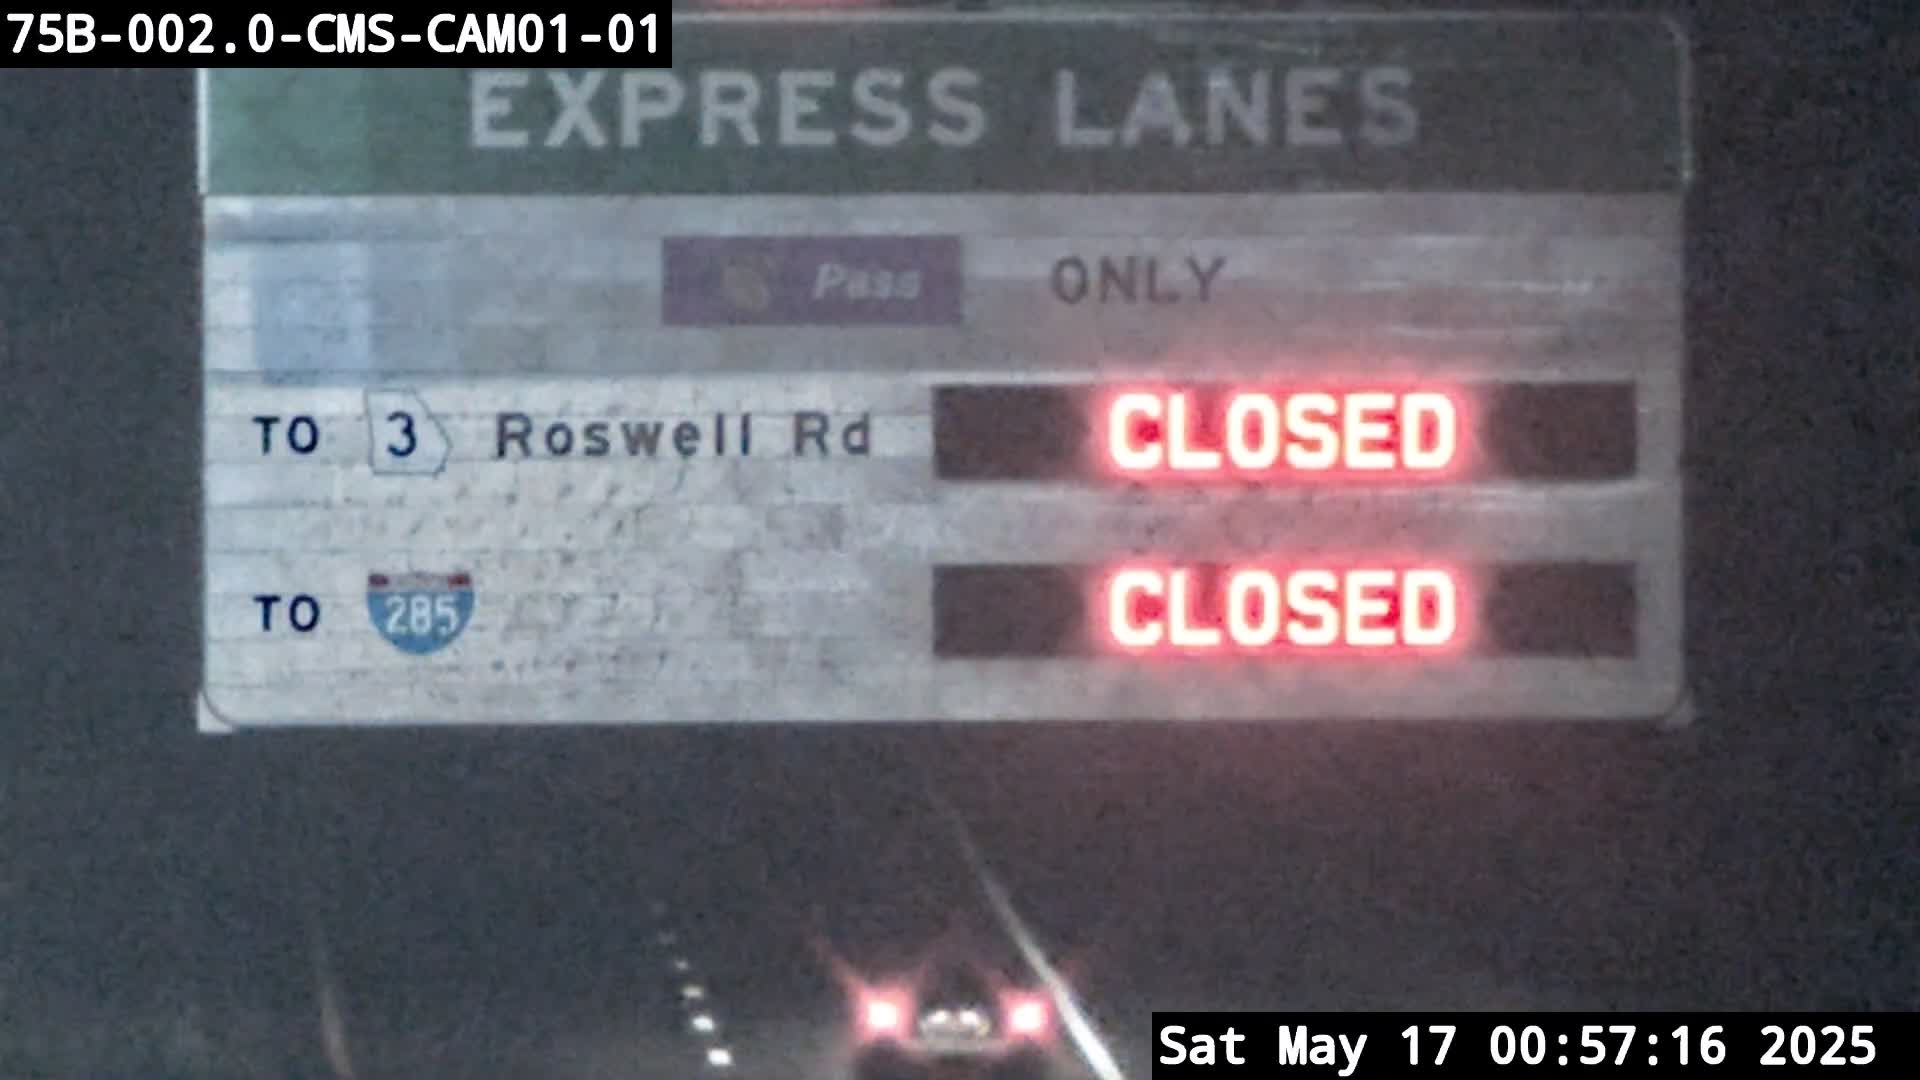 75B-002.0-CMS-CAM01-01
EXPRESS LANES
Pass ONLY
TO 3 Roswell Rd CLOSED
TO 285 CLOSED
Sat May 17 00:57:16 2025